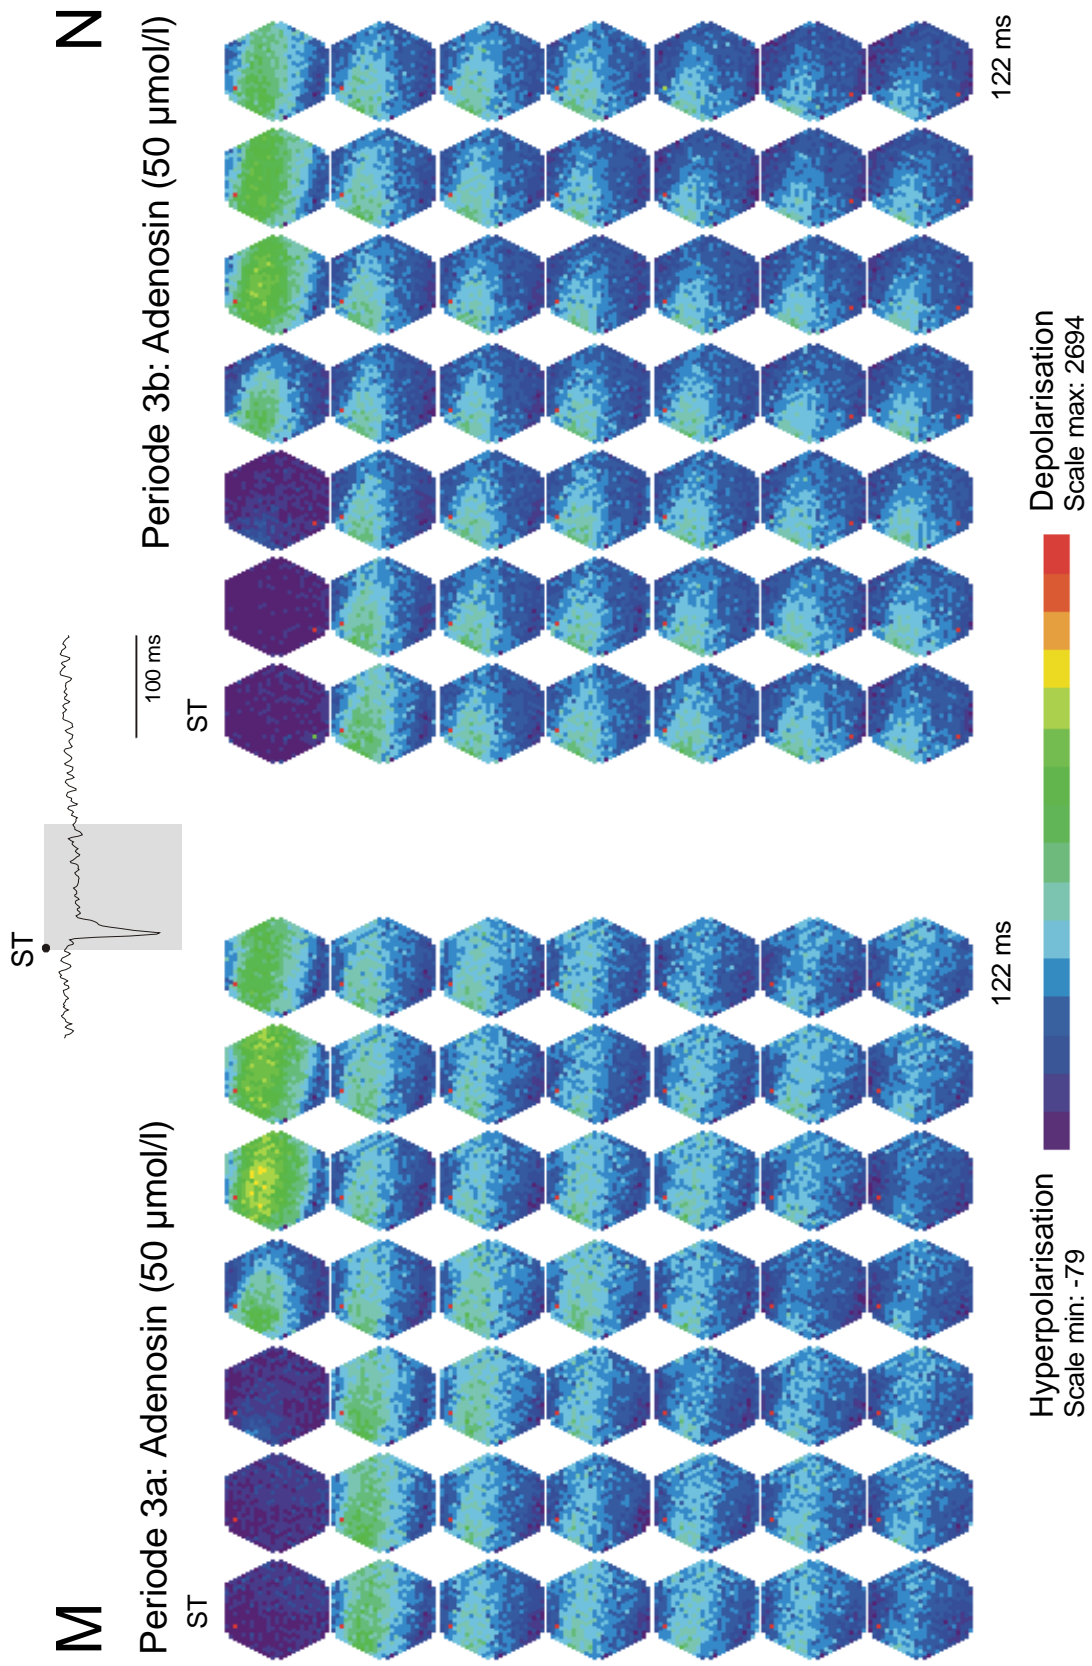 M
Periode 3a: Adenosin (50 µmol/l)
ST
122 ms
ST
100 ms
N
Periode 3b: Adenosin (50 µmol/l)
ST
122 ms
Hyperpolarisation
Scale min: -79
Depolarisation
Scale max: 2694